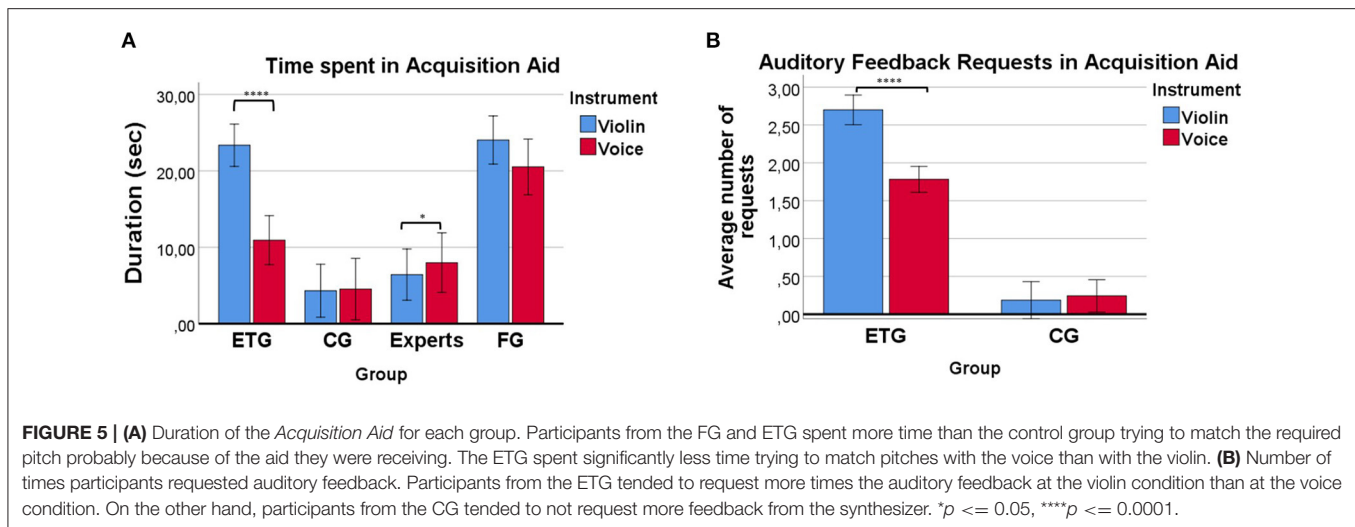 A
Time spent in Acquisition Aid
30,00
20,00
10,00
,00
Duration (sec)
****
*
Instrument
Violin
Voice
ETG CG Experts FG
Group
B
Auditory Feedback Requests in Acquisition Aid
3,00
2,50
2,00
1,50
1,00
,50
,00
Average number of
requests
****
Instrument
Violin
Voice
ETG CG
Group
FIGURE 5 | (A) Duration of the Acquisition Aid for each group. Participants from the FG and ETG spent more time than the control group trying to match the required
pitch probably because of the aid they were receiving. The ETG spent significantly less time trying to match pitches with the voice than with the violin. (B) Number of
times participants requested auditory feedback. Participants from the ETG tended to request more times the auditory feedback at the violin condition than at the voice
condition. On the other hand, participants from the CG tended to not request more feedback from the synthesizer. *p <= 0.05, ****p <= 0.0001.